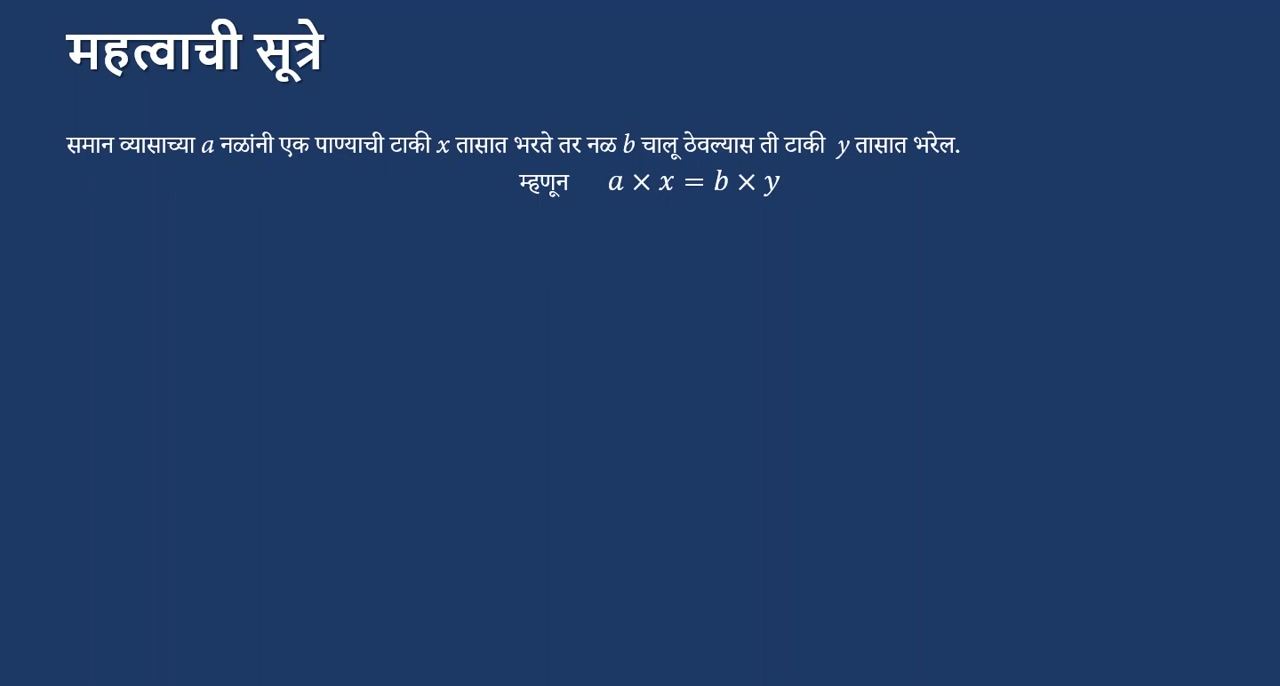 महत्वाची सूत्रे
समान व्यासाच्या a नळांनी एक पाण्याची टाकी x तासात भरते तर नळ b चालू ठेवल्यास ती टाकी y तासात भरेल.
म्हणून a × x = b × y